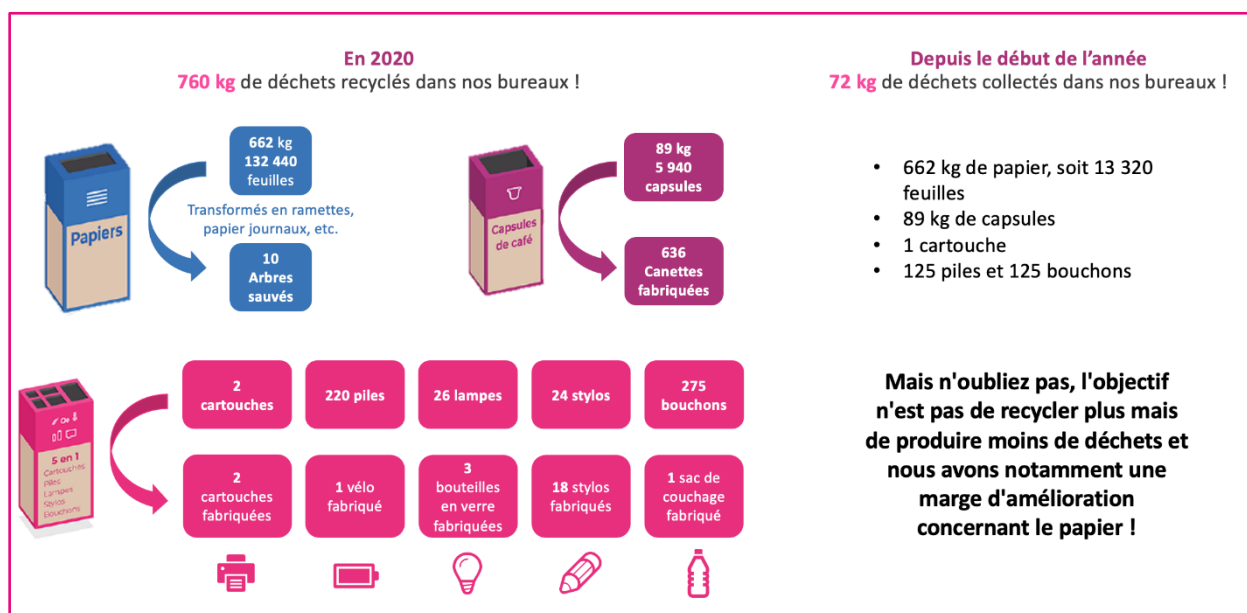 En 2020
760 kg de déchets recyclés dans nos bureaux !
Depuis le début de l’année
72 kg de déchets collectés dans nos bureaux !
Papiers
662 kg
132 440
feuilles
Transformés en ramettes,
papier journaux, etc.
10
Arbres
sauvés
Capsules
de café
89 kg
5 940
capsules
636
Canettes
fabriquées
• 662 kg de papier, soit 13 320
feuilles
• 89 kg de capsules
• 1 cartouche
• 125 piles et 125 bouchons
5 en 1
Cartouches
Piles
Lampes
Stylos
Bouchons
2
cartouches
220 piles
26 lampes
24 stylos
275
bouchons
2
cartouches
fabriquées
1 vélo
fabriqué
3
bouteilles
en verre
fabriquées
18 stylos
fabriqués
1 sac de
couchage
fabriqué
Mais n'oubliez pas, l'objectif
n'est pas de recycler plus mais
de produire moins de déchets et
nous avons notamment une
marge d'amélioration
concernant le papier !